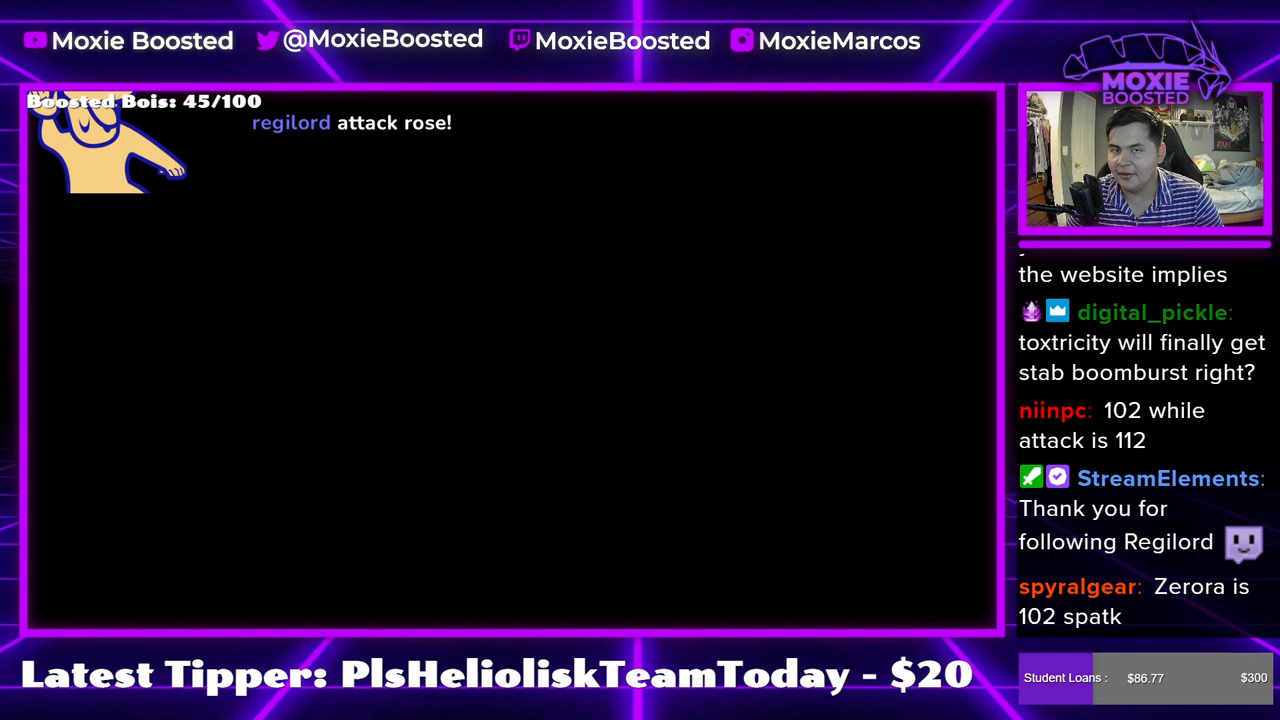 Moxie Boosted @MoxieBoosted MoxieBoosted MoxieMarcos
MOXIE
BOOSTED
Boosted Bois: 45/100
regilord attack rose!
the website implies
digital_pickle:
toxtricity will finally get
stab boomburst right?
niinpc: 102 while
attack is 112
StreamElements:
Thank you for
following Regilord
spyralgear: Zerora is
102 spatk
Latest Tipper: PlsHelioliskTeamToday - $20
Student Loans : $86.77 $300